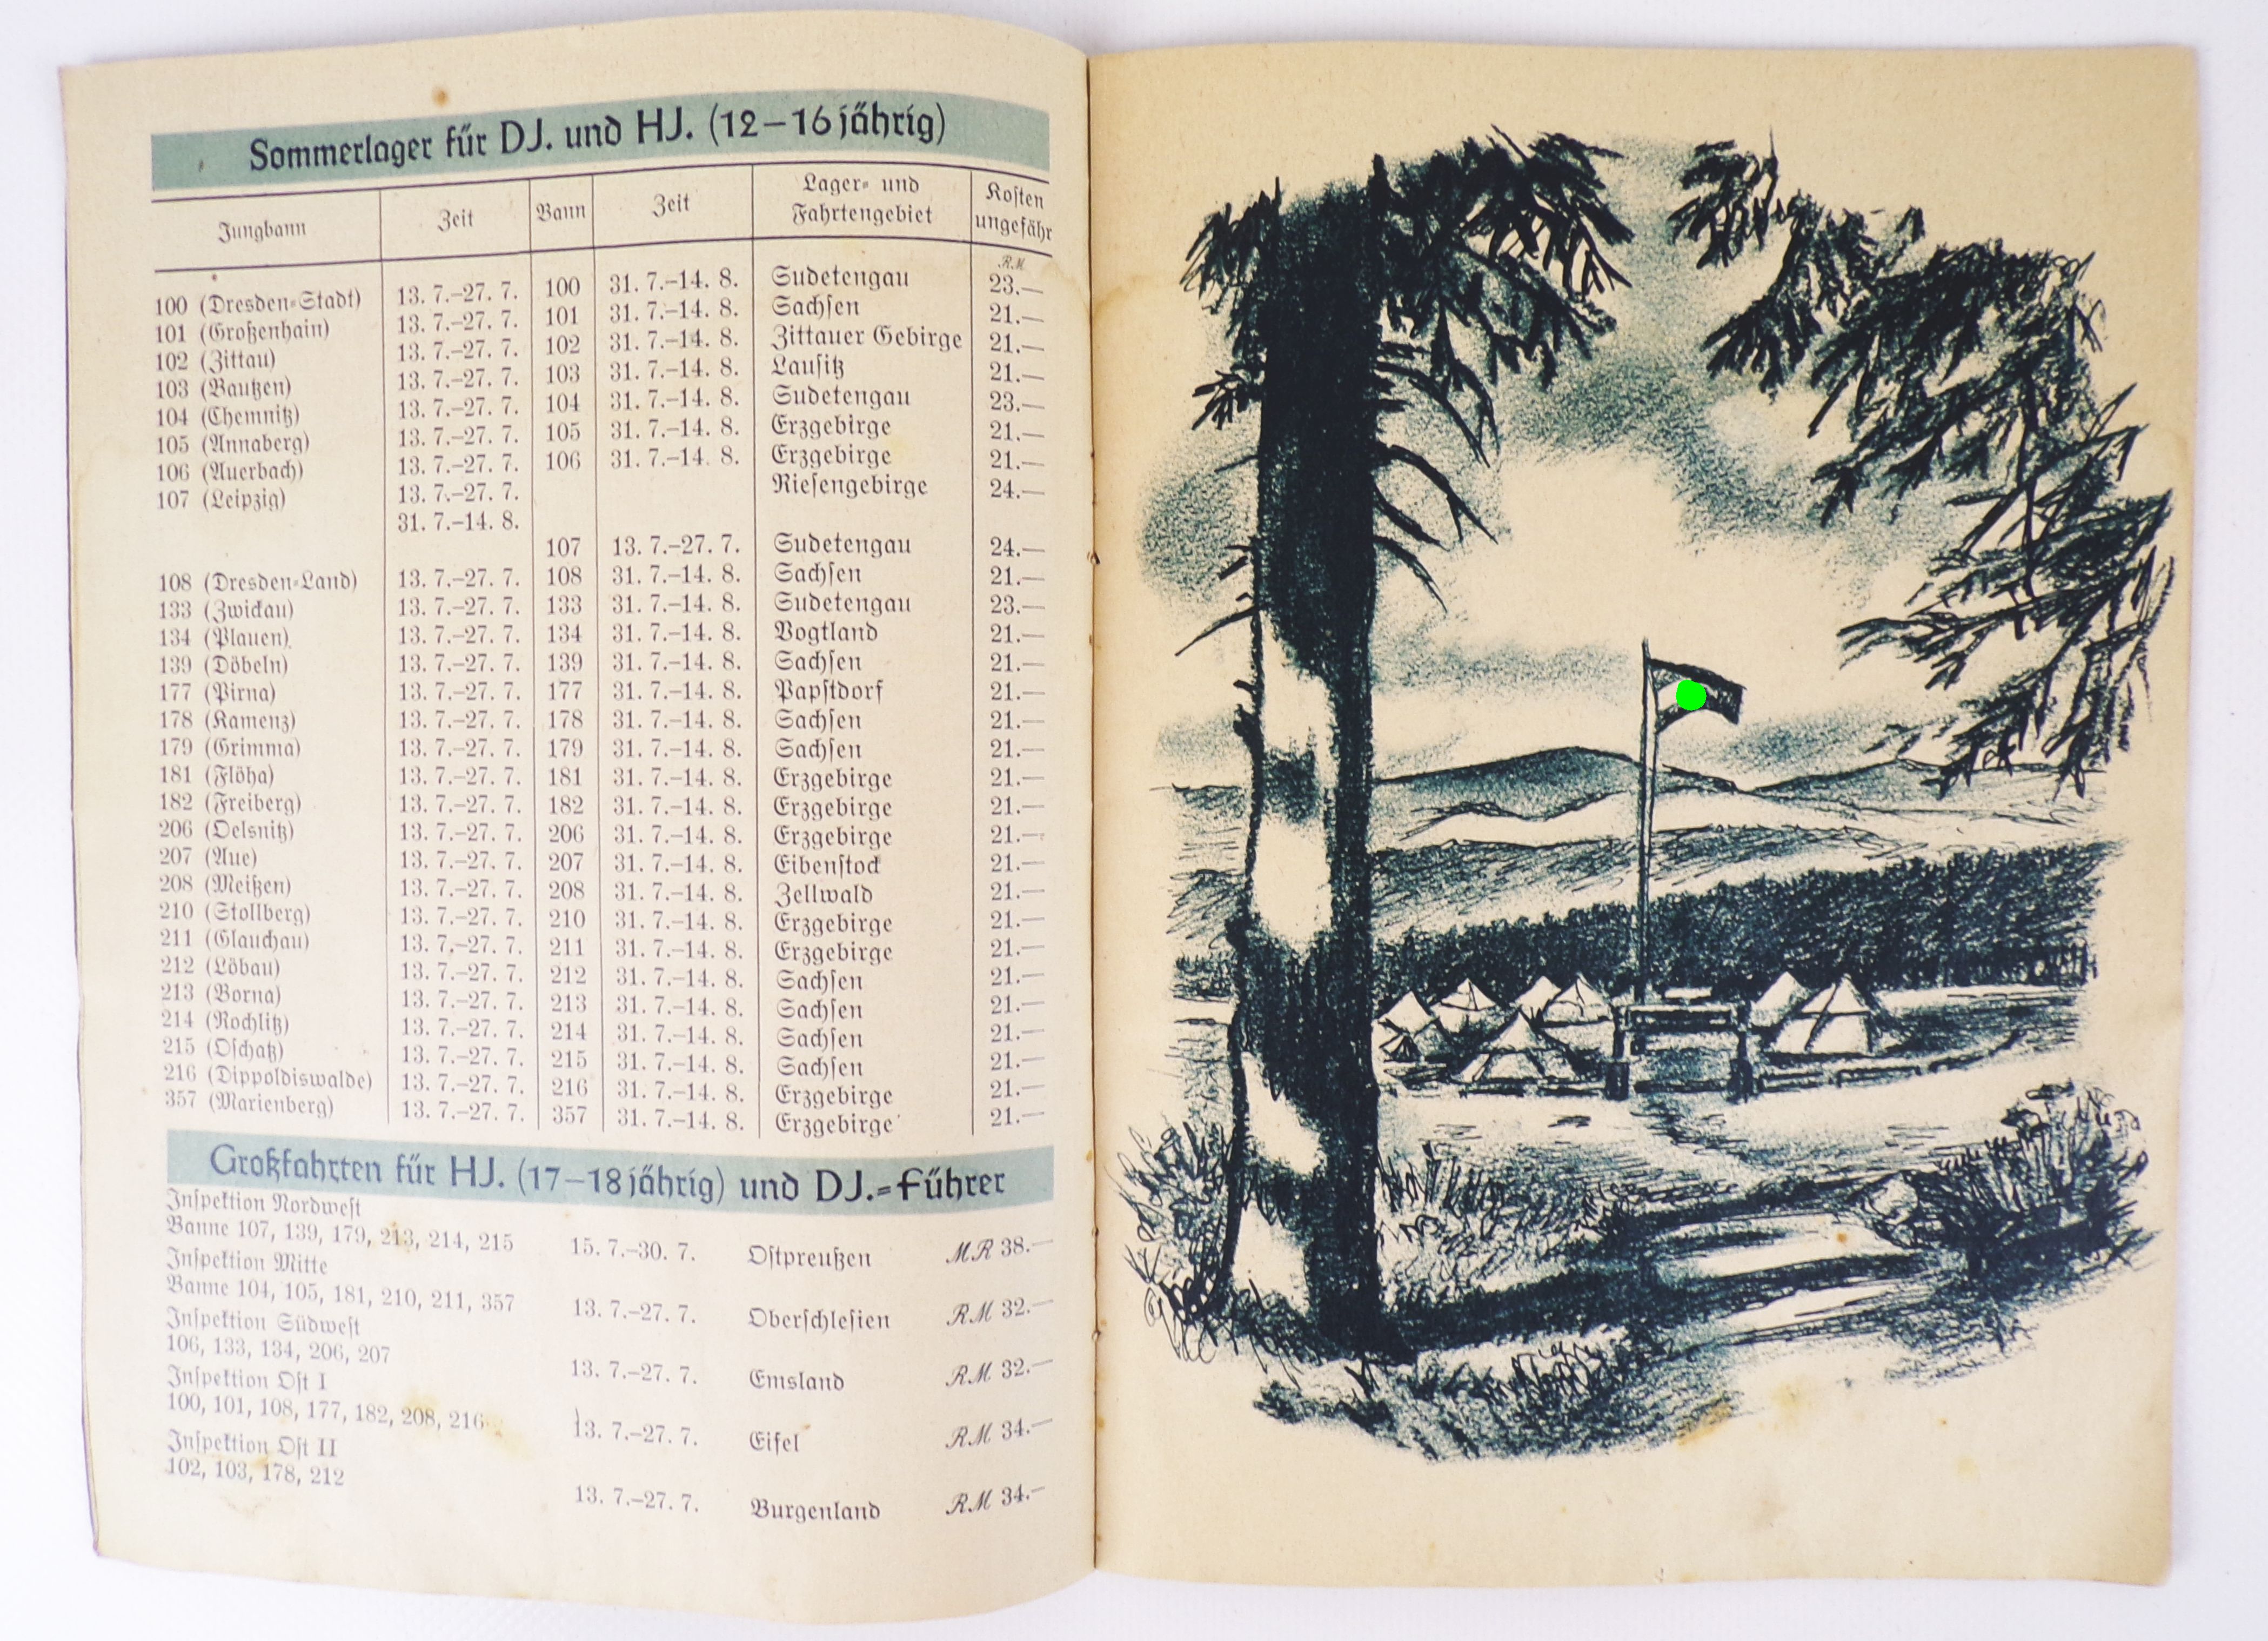 Sommerlager für DJ. und HJ. (12–16jährig)
Jungbann Zeit Bann Zeit Lager- und Fahrtengebiet Kosten ungefähr
RM
100 (Dresden-Stadt) 13. 7.–27. 7. 100 31. 7.–14. 8. Sudetengau 23.—
101 (Großenhain) 13. 7.–27. 7. 101 31. 7.–14. 8. Sachsen 21.—
102 (Zittau) 13. 7.–27. 7. 102 31. 7.–14. 8. Zittauer Gebirge 21.—
103 (Bautzen) 13. 7.–27. 7. 103 31. 7.–14. 8. Lausitz 21.—
104 (Chemnitz) 13. 7.–27. 7. 104 31. 7.–14. 8. Sudetengau 23.—
105 (Annaberg) 13. 7.–27. 7. 105 31. 7.–14. 8. Erzgebirge 21.—
106 (Auerbach) 13. 7.–27. 7. 106 31. 7.–14. 8. Erzgebirge 21.—
107 (Leipzig) 13. 7.–27. 7. Riesengebirge 24.—
31. 7.–14. 8.
107 13. 7.–27. 7. Sudetengau 24.—
108 (Dresden-Land) 13. 7.–27. 7. 108 31. 7.–14. 8. Sachsen 21.—
133 (Zwickau) 13. 7.–27. 7. 133 31. 7.–14. 8. Sudetengau 23.—
134 (Plauen) 13. 7.–27. 7. 134 31. 7.–14. 8. Vogtland 21.—
139 (Döbeln) 13. 7.–27. 7. 139 31. 7.–14. 8. Sachsen 21.—
177 (Pirna) 13. 7.–27. 7. 177 31. 7.–14. 8. Papstdorf 21.—
178 (Kamenz) 13. 7.–27. 7. 178 31. 7.–14. 8. Sachsen 21.—
179 (Grimma) 13. 7.–27. 7. 179 31. 7.–14. 8. Sachsen 21.—
181 (Flöha) 13. 7.–27. 7. 181 31. 7.–14. 8. Erzgebirge 21.—
182 (Freiberg) 13. 7.–27. 7. 182 31. 7.–14. 8. Erzgebirge 21.—
206 (Oelsnitz) 13. 7.–27. 7. 206 31. 7.–14. 8. Erzgebirge 21.—
207 (Aue) 13. 7.–27. 7. 207 31. 7.–14. 8. Eibenstock 21.—
208 (Meißen) 13. 7.–27. 7. 208 31. 7.–14. 8. Zellwald 21.—
210 (Stollberg) 13. 7.–27. 7. 210 31. 7.–14. 8. Erzgebirge 21.—
211 (Glauchau) 13. 7.–27. 7. 211 31. 7.–14. 8. Erzgebirge 21.—
212 (Löbau) 13. 7.–27. 7. 212 31. 7.–14. 8. Sachsen 21.—
213 (Borna) 13. 7.–27. 7. 213 31. 7.–14. 8. Sachsen 21.—
214 (Rochlitz) 13. 7.–27. 7. 214 31. 7.–14. 8. Sachsen 21.—
215 (Oschatz) 13. 7.–27. 7. 215 31. 7.–14. 8. Sachsen 21.—
216 (Dippoldiswalde) 13. 7.–27. 7. 216 31. 7.–14. 8. Erzgebirge 21.—
357 (Marienberg) 13. 7.–27. 7. 357 31. 7.–14. 8. Erzgebirge 21.—
Großfahrten für HJ. (17–18jährig) und DJ.-Führer
Inspektion Nordwest
Banne 107, 139, 179, 213, 214, 215 15. 7.–30. 7. Ostpreußen MR 38.—
Inspektion Mitte
Banne 104, 105, 181, 210, 211, 357 13. 7.–27. 7. Oberschlesien RM 32.—
Inspektion Südwest
106, 133, 134, 206, 207 13. 7.–27. 7. Emsland RM 32.—
Inspektion Ost I
100, 101, 108, 177, 182, 208, 216 13. 7.–27. 7. Eifel RM 34.—
Inspektion Ost II
102, 103, 178, 212 13. 7.–27. 7. Burgenland RM 34.—